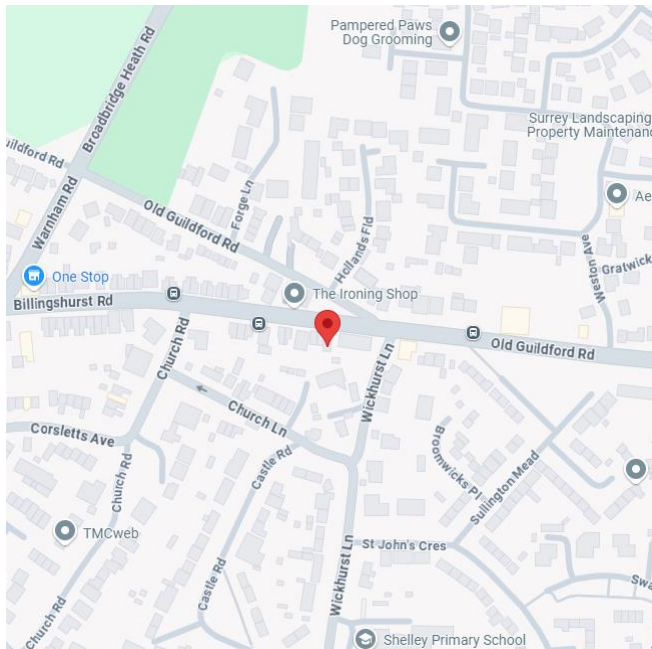 Pampered Paws
Dog Grooming
Broadbridge Heath Rd
Surrey Landscaping
Property Maintenanc
uildford Rd
Warnham Rd
Old Guildford Rd
Forge Ln
Hollands Fld
Ae
Weston Ave
Gratwick
One Stop
The Ironing Shop
Billingshurst Rd
Old Guildford Rd
Church Rd
Wickhurst Ln
Church Ln
Corsletts Ave
Castle Rd
Broomwicks Pl
Sullington Mead
Church Rd
TMCweb
St John's Cres
Castle Rd
Wickhurst Ln
Swa
Church Rd
Shelley Primary School